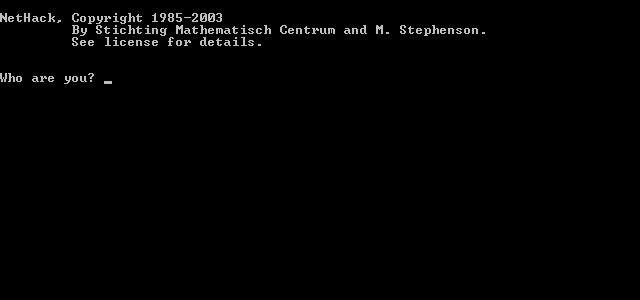 NetHack, Copyright 1985-2003
By Stichting Mathematisch Centrum and M. Stephenson.
See license for details.
Who are you? _